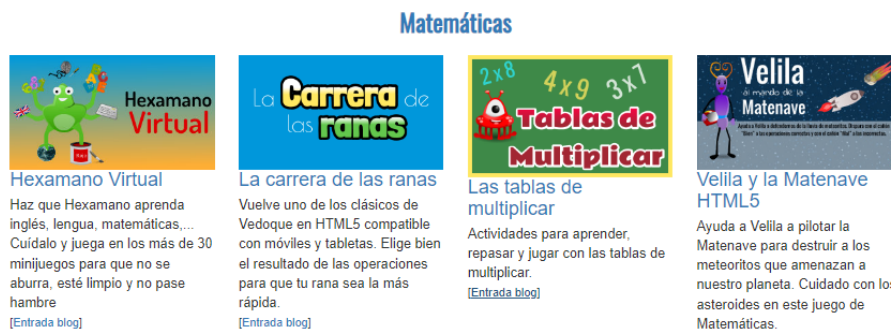 Matemáticas
Hexamano
Virtual
Hexamano Virtual
Haz que Hexamano aprenda
inglés, lengua, matemáticas,...
Cuídalo y juega en los más de 30
minijuegos para que no se
aburra, esté limpio y no pase
hambre
[Entrada blog]
La Carrera de
las ranas
La carrera de las ranas
Vuelve uno de los clásicos de
Vedoque en HTML5 compatible
con móviles y tabletas. Elige bien
el resultado de las operaciones
para que tu rana sea la más
rápida.
[Entrada blog]
2x8 4x9 3x7
Tablas de
Multiplicar
Las tablas de
multiplicar
Actividades para aprender,
repasar y jugar con las tablas de
multiplicar.
[Entrada blog]
Velila
al mando de la
Matenave
Velila y la Matenave
HTML5
Ayuda a Velila a pilotar la
Matenave para destruir a los
meteoritos que amenazan a
nuestro planeta. Cuidado con los
asteroides en este juego de
Matemáticas.